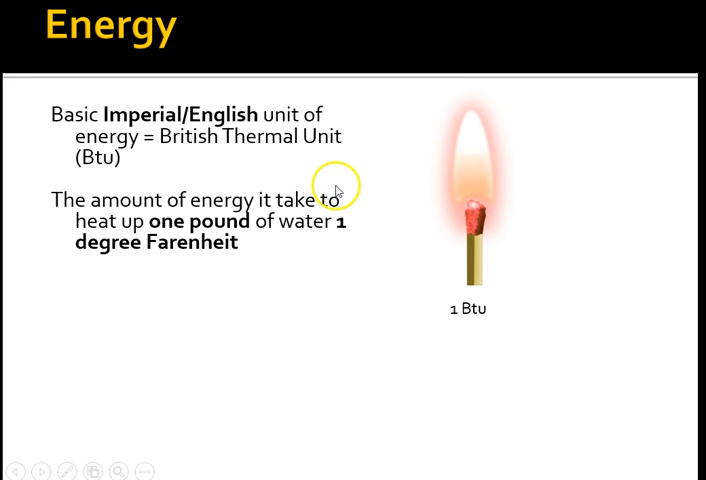 Energy
Basic Imperial/English unit of
energy = British Thermal Unit
(Btu)
The amount of energy it take to
heat up one pound of water 1
degree Farenheit
1 Btu